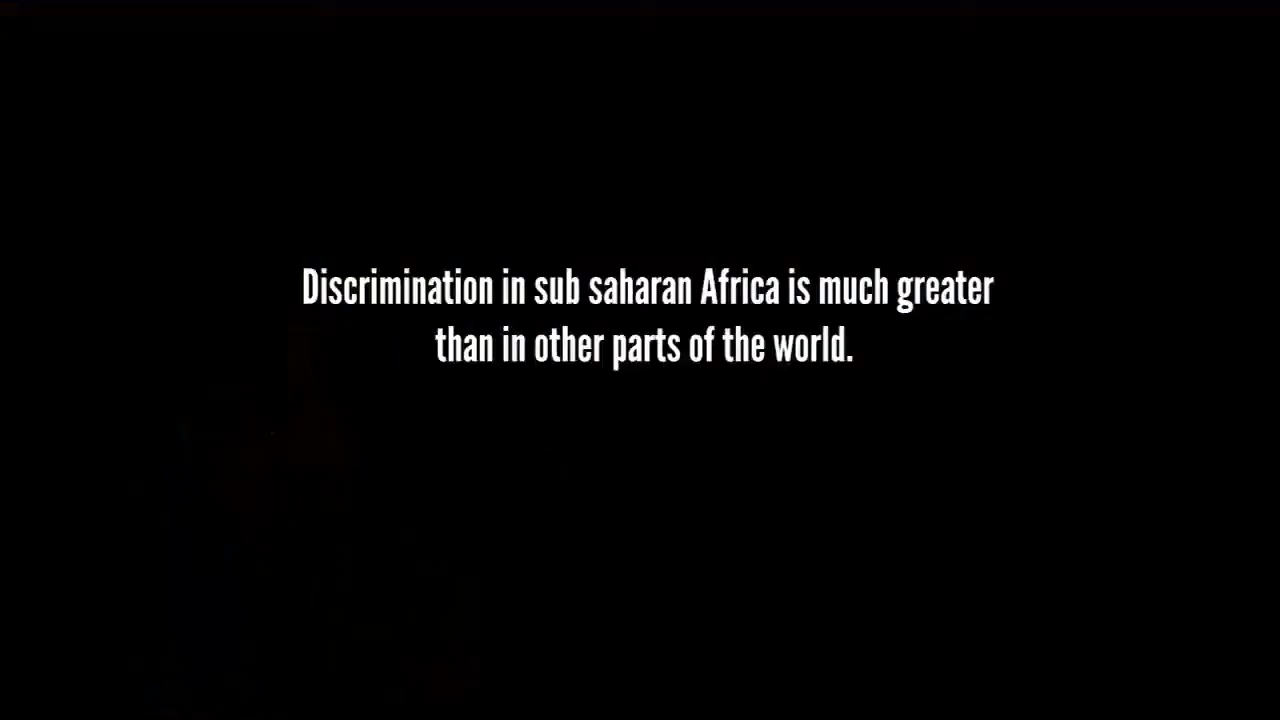 Discrimination in sub saharan Africa is much greater
than in other parts of the world.